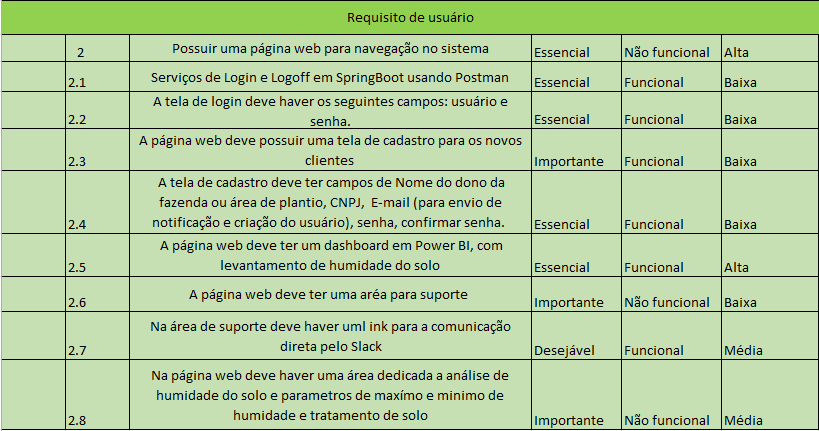 Requisito de usuário
2 Possuir uma página web para navegação no sistema Essencial Não funcional Alta
2.1 Serviços de Login e Logoff em SpringBoot usando Postman Essencial Funcional Baixa
A tela de login deve haver os seguintes campos: usuário e
2.2 senha. Essencial Funcional Baixa
A página web deve possuir uma tela de cadastro para os novos
2.3 clientes Importante Funcional Baixa
A tela de cadastro deve ter campos de Nome do dono da
fazenda ou área de plantio, CNPJ, E-mail (para envio de
notificação e criação do usuário), senha, confirmar senha.
2.4 Essencial Funcional Baixa
A página web deve ter um dashboard em Power BI, com
levantamento de humidade do solo
2.5 Essencial Funcional Alta
A página web deve ter uma aréa para suporte
2.6 Importante Não funcional Baixa
Na área de suporte deve haver uml ink para a comunicação
direta pelo Slack
2.7 Desejável Funcional Média
Na página web deve haver uma área dedicada a análise de
humidade do solo e parametros de maxímo e minimo de
humidade e tratamento de solo
2.8 Importante Não funcional Média